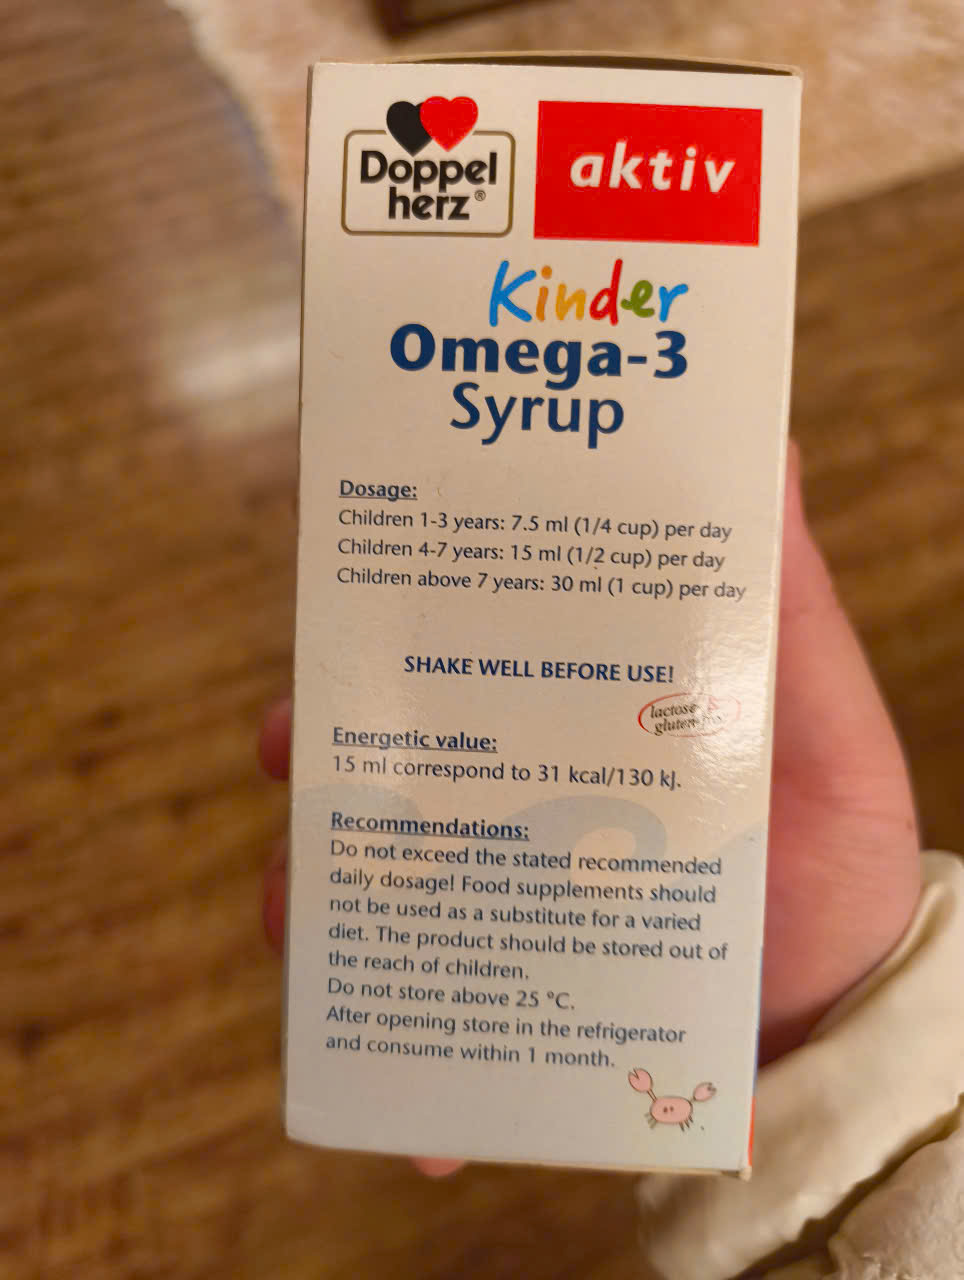 Doppel
herz®
aktiv
Kinder
Omega-3
Syrup
Dosage:
Children 1-3 years: 7.5 ml (1/4 cup) per day
Children 4-7 years: 15 ml (1/2 cup) per day
Children above 7 years: 30 ml (1 cup) per day
SHAKE WELL BEFORE USE!
lactose &
gluten-
Energetic value:
15 ml correspond to 31 kcal/130 kJ.
Recommendations:
Do not exceed the stated recommended
daily dosage! Food supplements should
not be used as a substitute for a varied
diet. The product should be stored out of
the reach of children.
Do not store above 25 °C.
After opening store in the refrigerator
and consume within 1 month.